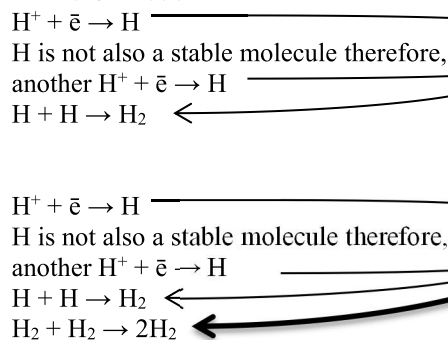 H⁺ + ē → H
H is not also a stable molecule therefore,
another H⁺ + ē → H
H + H → H₂
H⁺ + ē → H
H is not also a stable molecule therefore,
another H⁺ + ē → H
H + H → H₂
H₂ + H₂ → 2H₂